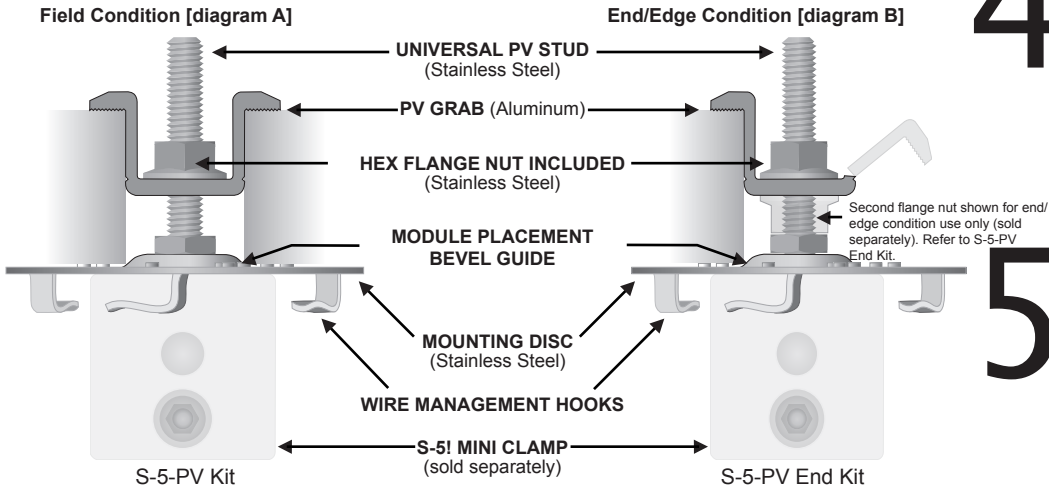 Field Condition [diagram A]
End/Edge Condition [diagram B]
4
UNIVERSAL PV STUD
(Stainless Steel)
PV GRAB (Aluminum)
HEX FLANGE NUT INCLUDED
(Stainless Steel)
Second flange nut shown for end/
edge condition use only (sold
separately). Refer to S-5-PV
End Kit.
MODULE PLACEMENT
BEVEL GUIDE
5
MOUNTING DISC
(Stainless Steel)
WIRE MANAGEMENT HOOKS
S-5! MINI CLAMP
(sold separately)
S-5-PV Kit
S-5-PV End Kit